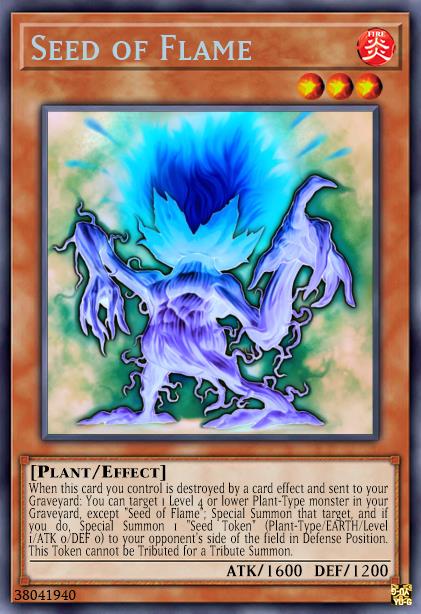 SEED OF FLAME
FIRE
炎
[PLANT/EFFECT]
When this card you control is destroyed by a card effect and sent to your
Graveyard: You can target 1 Level 4 or lower Plant-Type monster in your
Graveyard, except "Seed of Flame"; Special Summon that target, and if
you do, Special Summon 1 "Seed Token" (Plant-Type/EARTH/Level
1/ATK 0/DEF 0) to your opponent's side of the field in Defense Position.
This Token cannot be Tributed for a Tribute Summon.
ATK/1600 DEF/1200
38041940